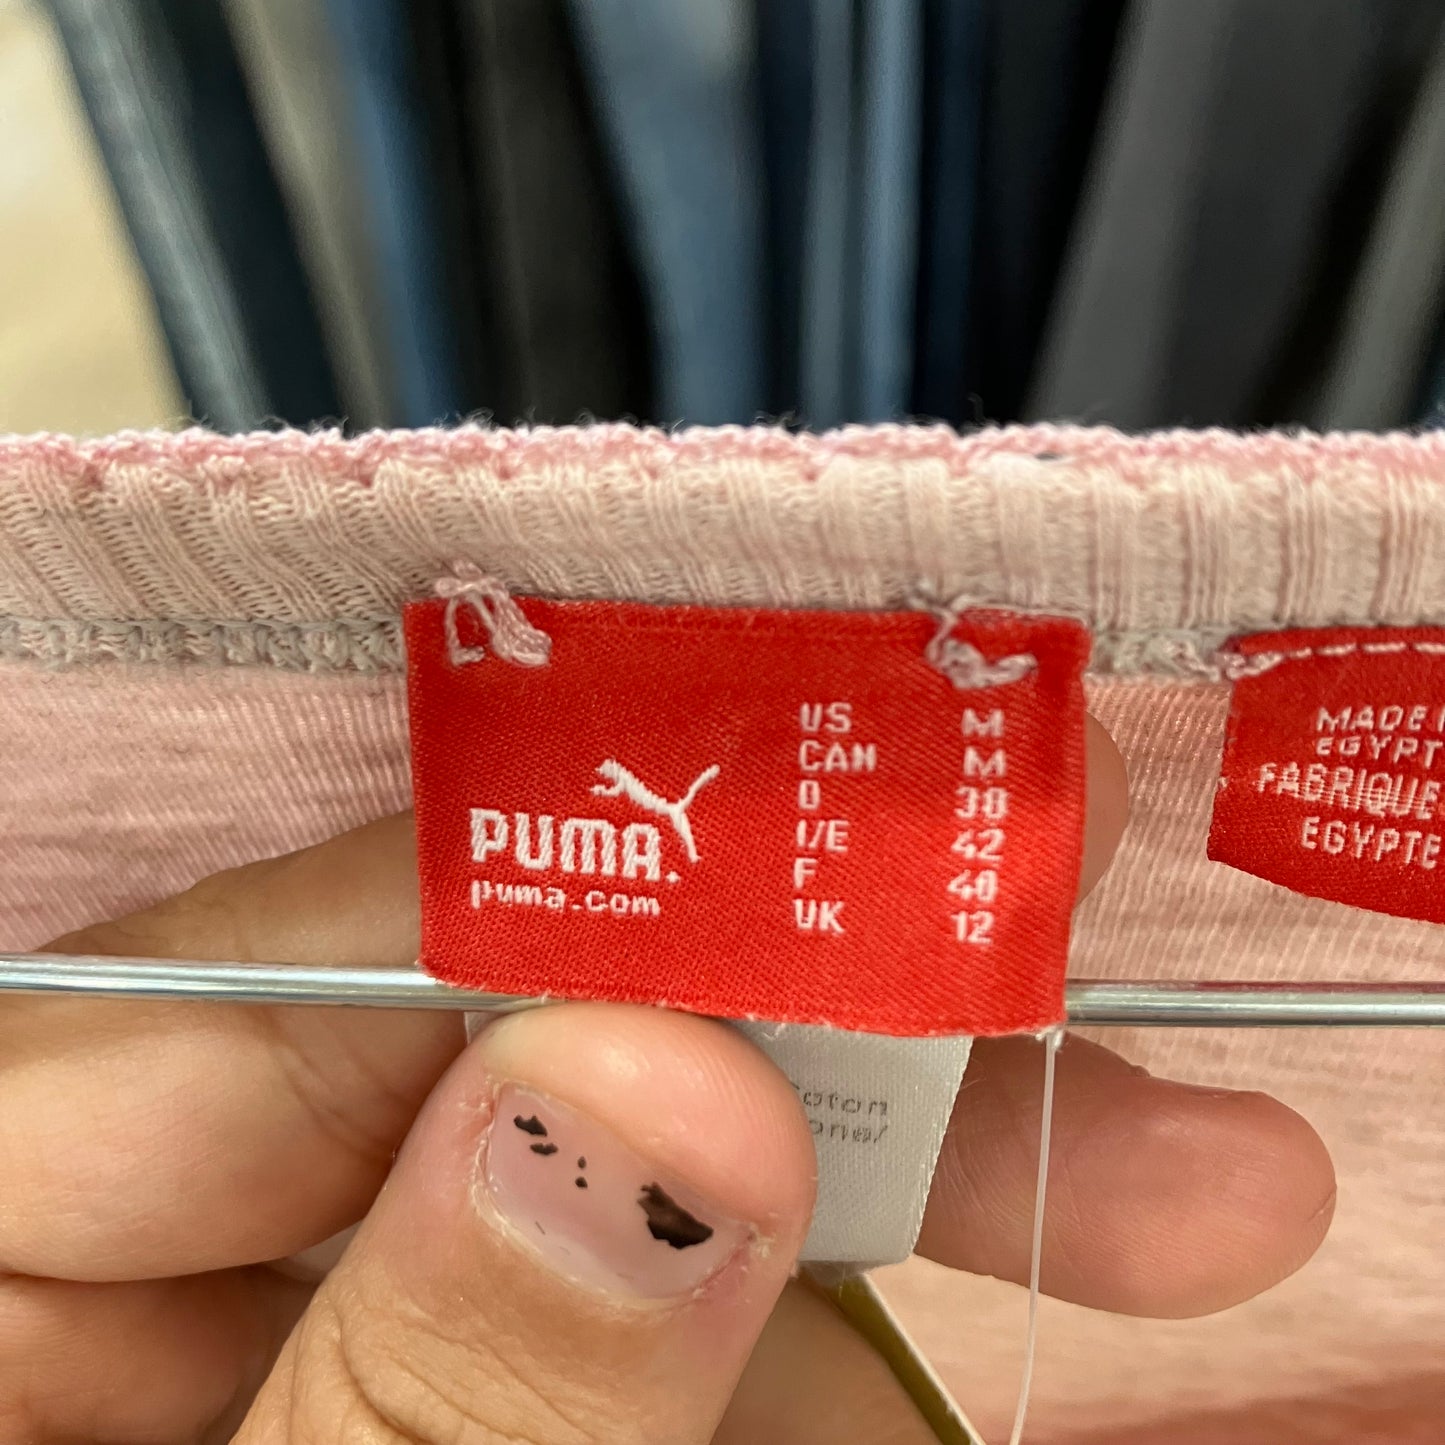 PUMA.
puma.com
US M
CAN M
D 38
I/E 42
F 40
UK 12
MADE
EGYPT
FABRIQUE
EGYPTE